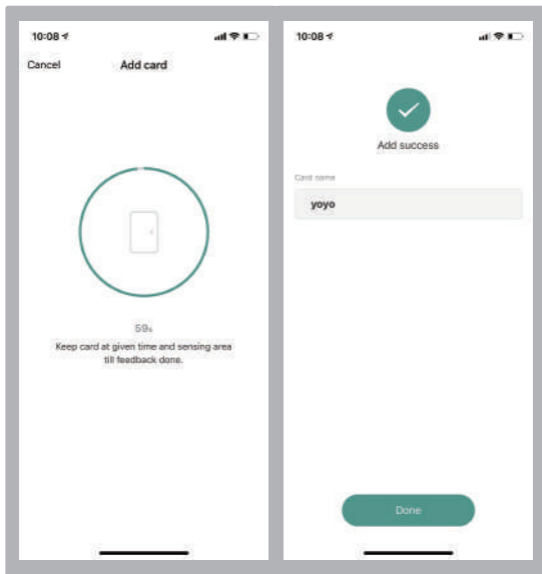 10:08
Cancel
Add card
59s
Keep card at given time and sensing area
till feedback done.
10:08
Add success
Card name
yoyo
Done